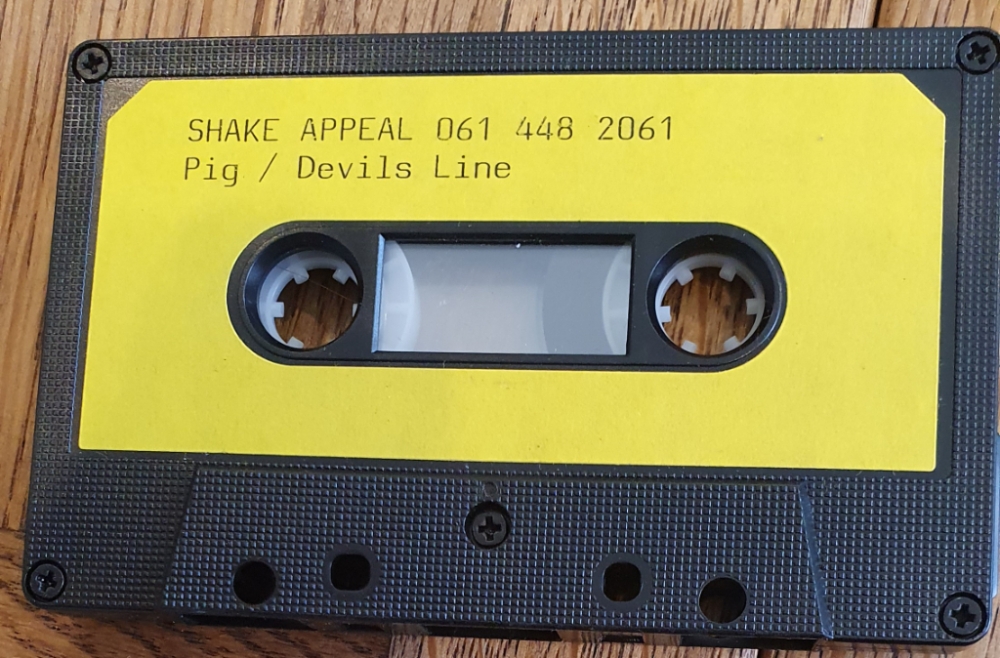 SHAKE APPEAL 061 448 2061
Pig / Devils Line